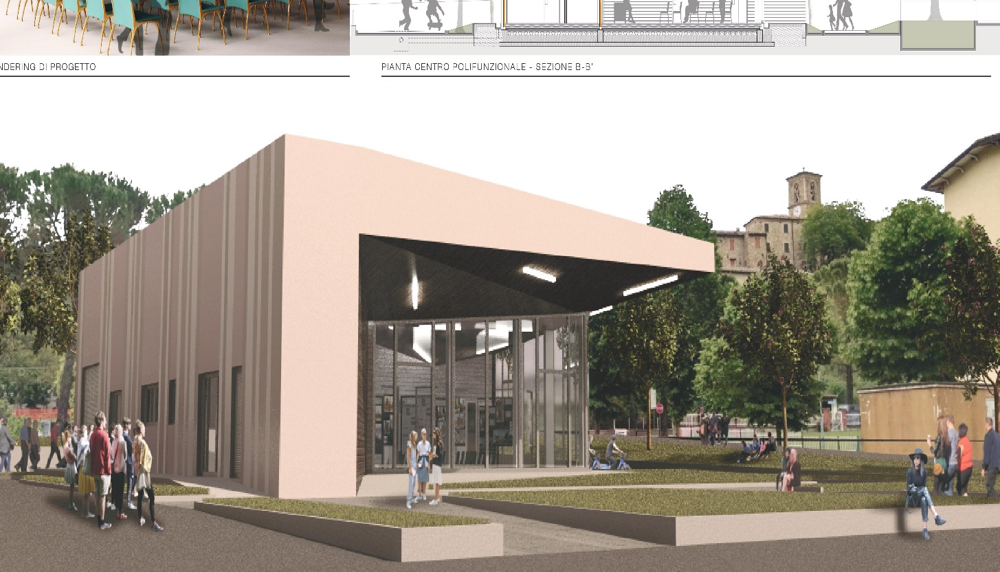 NDERING DI PROGETTO
PIANTA CENTRO POLIFUNZIONALE - SEZIONE B-B'